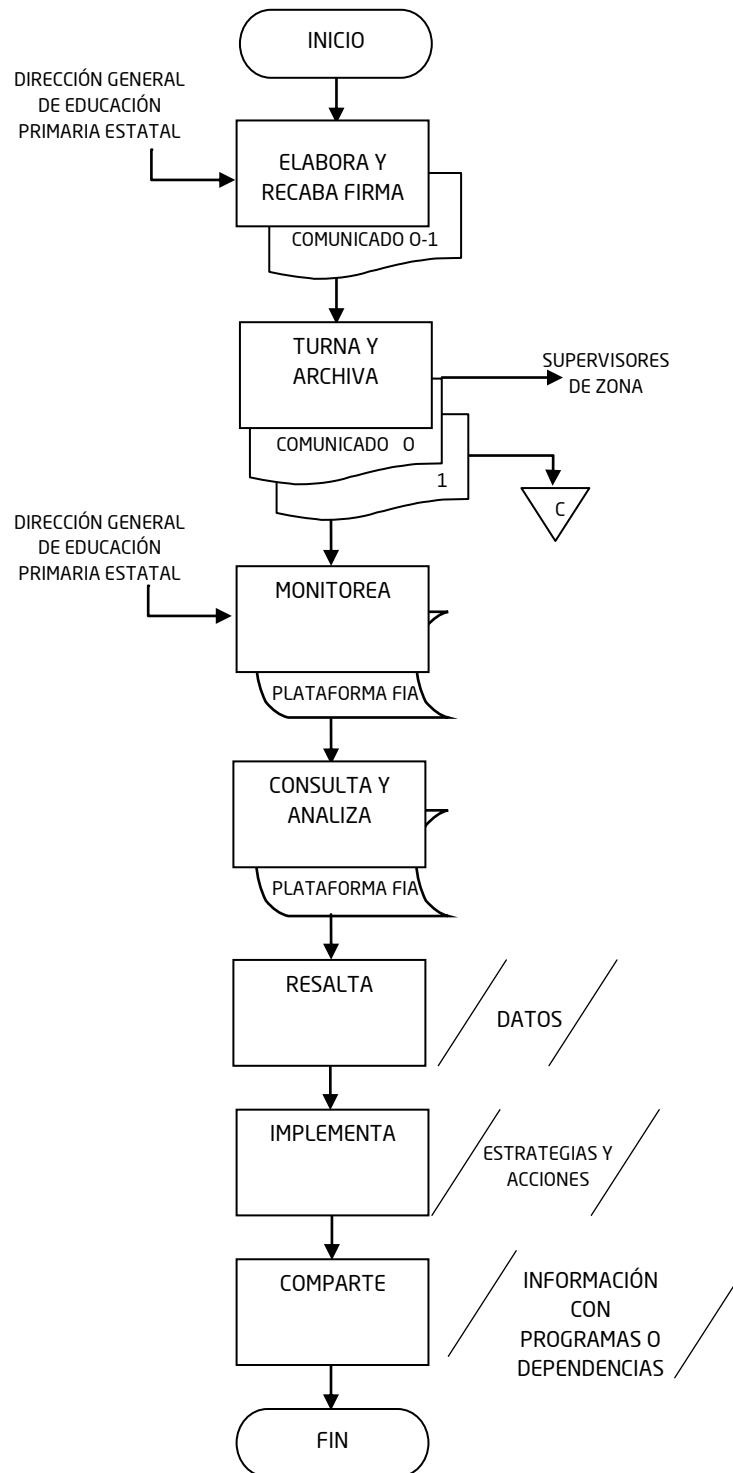 INICIO
DIRECCIÓN GENERAL
DE EDUCACIÓN
PRIMARIA ESTATAL
ELABORA Y
RECABA FIRMA
COMUNICADO O-1
TURNA Y
ARCHIVA
SUPERVISORES
DE ZONA
COMUNICADO O
1
C
DIRECCIÓN GENERAL
DE EDUCACIÓN
PRIMARIA ESTATAL
MONITOREA
PLATAFORMA FIA
CONSULTA Y
ANALIZA
PLATAFORMA FIA
RESALTA
DATOS
IMPLEMENTA
ESTRATEGIAS Y
ACCIONES
COMPARTE
INFORMACIÓN
CON
PROGRAMAS O
DEPENDENCIAS
FIN